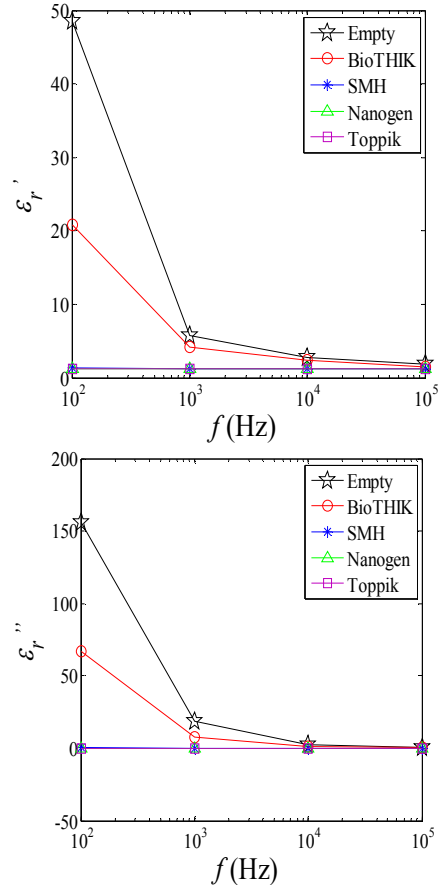 50
40
30
20
10
0
εr'
Empty
BioTHIK
SMH
Nanogen
Toppik
10^2 10^3 10^4 10^5
f (Hz)
200
150
100
50
0
-50
εr''
Empty
BioTHIK
SMH
Nanogen
Toppik
10^2 10^3 10^4 10^5
f (Hz)